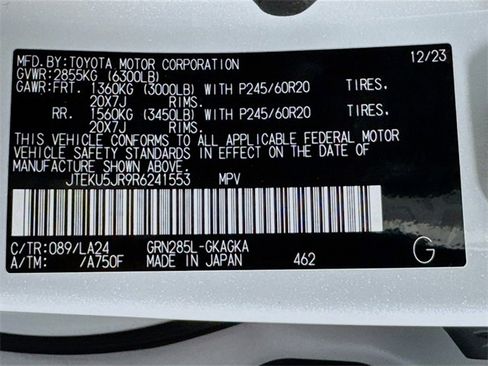 MFD.BY:TOYOTA MOTOR CORPORATION 12/23
GVWR:2855KG (6300LB)
GAWR:FRT. 1360KG (3000LB) WITH P245/60R20 TIRES.
20X7J RIMS.
RR. 1560KG (3450LB) WITH P245/60R20 TIRES.
20X7J RIMS.
THIS VEHICLE CONFORMS TO ALL APPLICABLE FEDERAL MOTOR
VEHICLE SAFETY STANDARDS IN EFFECT ON THE DATE OF
MANUFACTURE SHOWN ABOVE.
JTEKU5JR9R6241553 MPV
C/TR:089/LA24 GRN285L-GKAGKA G
A/TM: /A750F MADE IN JAPAN 462